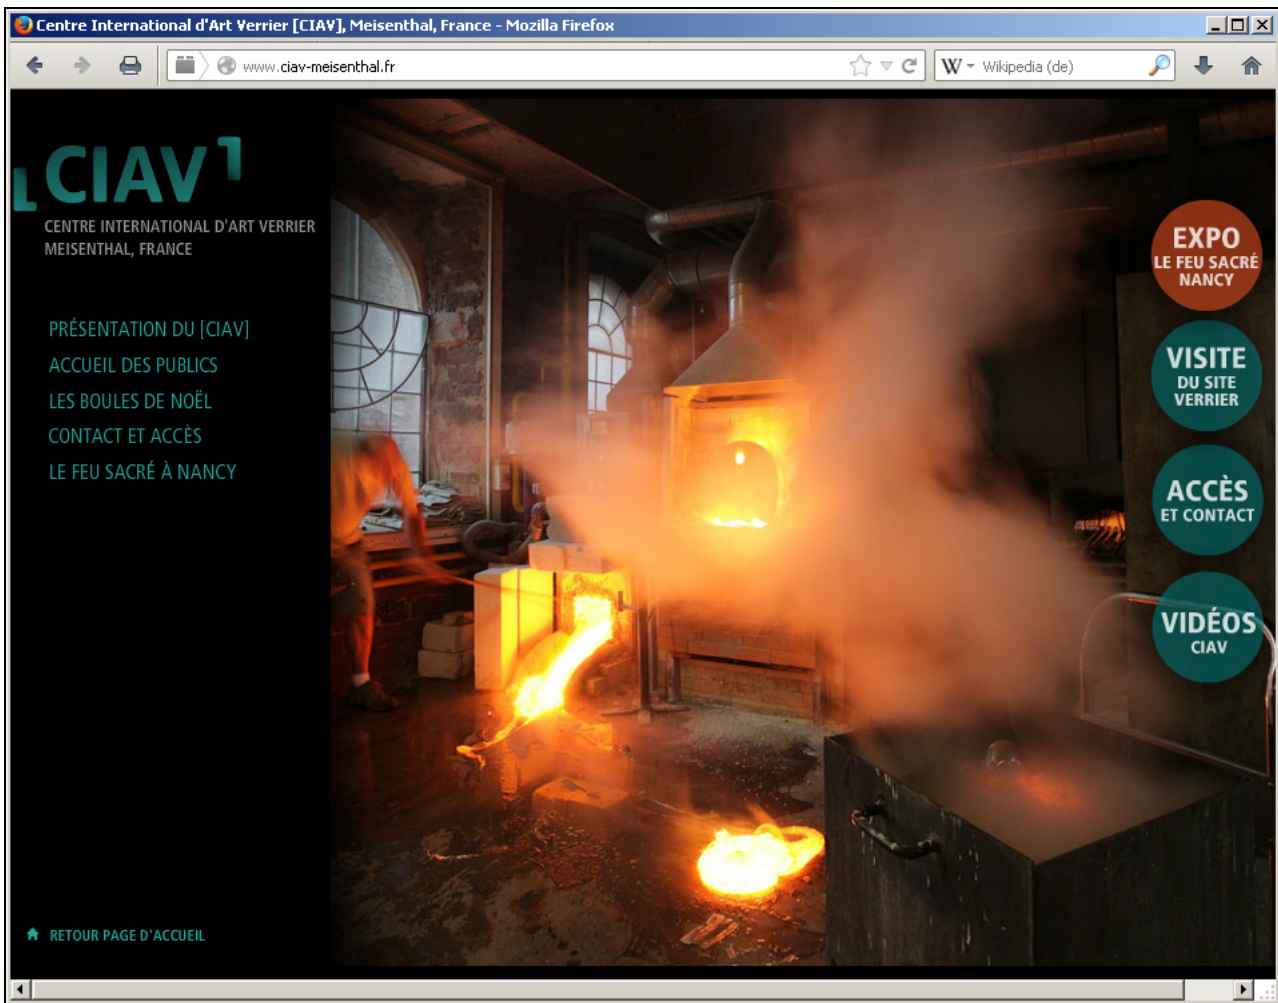 Centre International d'Art Verrier [CIAV], Meisenthal, France - Mozilla Firefox
www.ciav-meisenthal.fr
W Wikipedia (de)
CIAV
CENTRE INTERNATIONAL D'ART VERRIER
MEISENTHAL, FRANCE
PRÉSENTATION DU [CIAV]
ACCUEIL DES PUBLICS
LES BOULES DE NOËL
CONTACT ET ACCÈS
LE FEU SACRÉ À NANCY
RETOUR PAGE D'ACCUEIL
EXPO
LE FEU SACRÉ
NANCY
VISITE
DU SITE
VERRIER
ACCÈS
ET CONTACT
VIDÉOS
CIAV